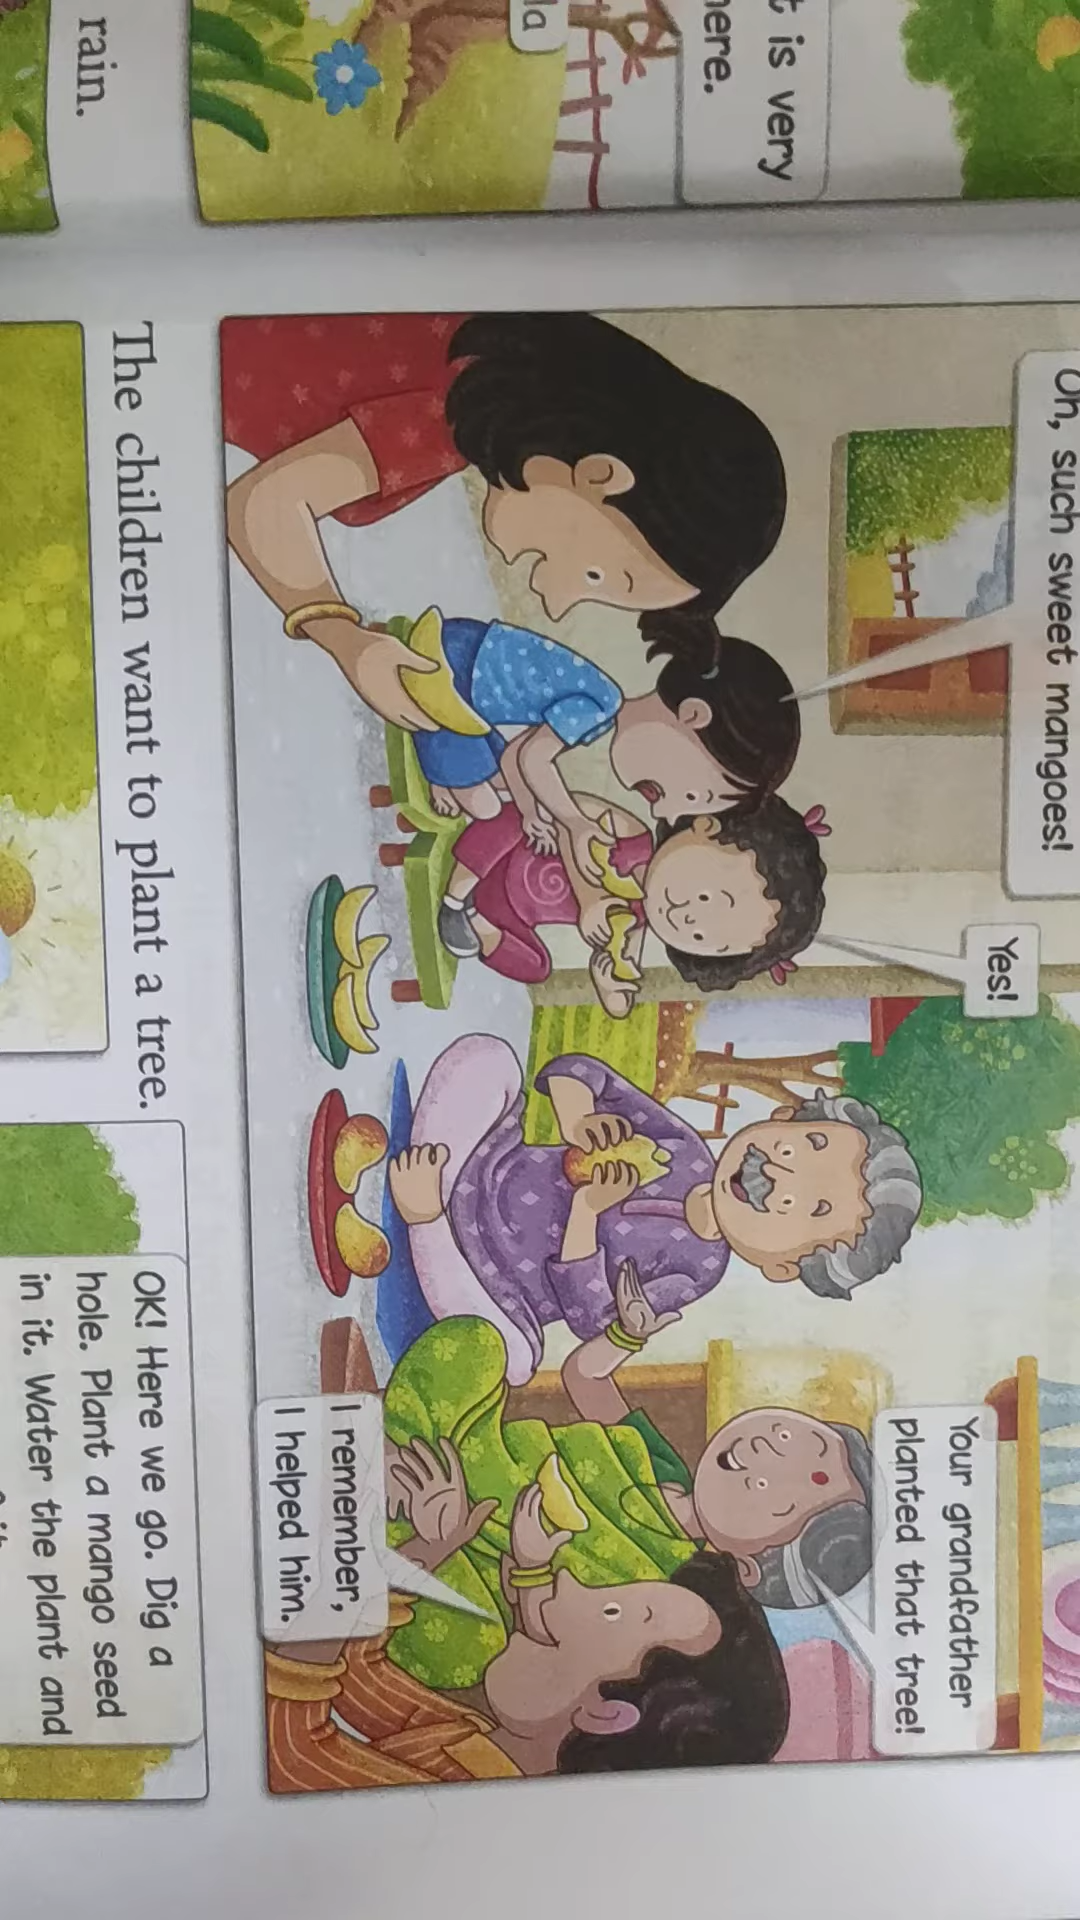 t is very
here.
la
rain.
Oh, such sweet mangoes!
Yes!
Your grandfather
planted that tree!
I remember,
I helped him.
The children want to plant a tree.
OK! Here we go. Dig a
hole. Plant a mango seed
in it. Water the plant and